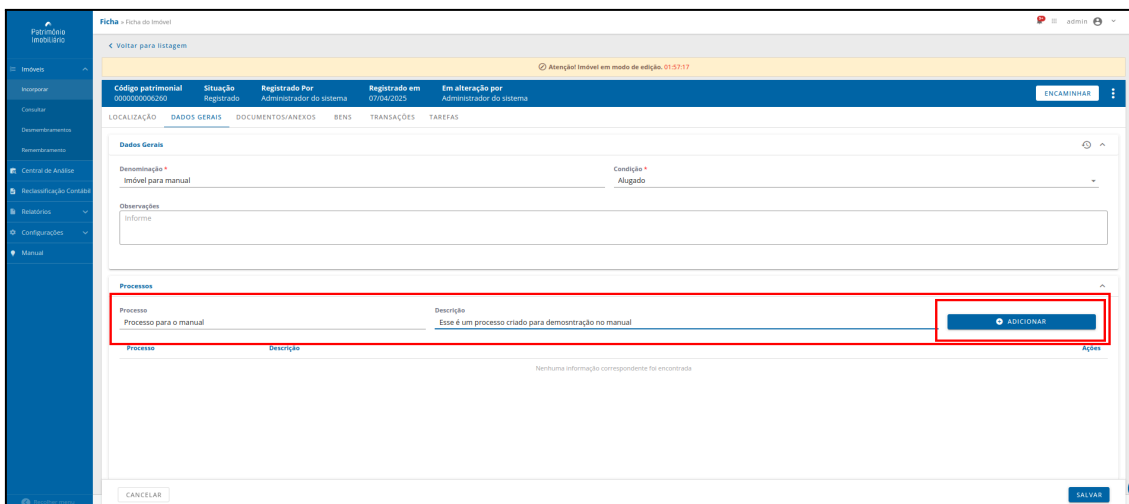 Patrimônio
Imobiliário
Ficha » Ficha do Imóvel
9+
admin
Voltar para listagem
Atenção! Imóvel em modo de edição. 01:57:17
Imóveis
Incorporar
Consultar
Desmembramentos
Remembramento
Central de Análise
Reclassificação Contábil
Relatórios
Configurações
Manual
Código patrimonial
0000000006260
Situação
Registrado
Registrado Por
Administrador do sistema
Registrado em
07/04/2025
Em alteração por
Administrador do sistema
ENCAMINHAR
LOCALIZAÇÃO DADOS GERAIS DOCUMENTOS/ANEXOS BENS TRANSAÇÕES TAREFAS
Dados Gerais
Denominação *
Imóvel para manual
Condição *
Alugado
Observações
Informe
Processos
Processo
Processo para o manual
Descrição
Esse é um processo criado para demosntração no manual
ADICIONAR
Processo Descrição Ações
Nenhuma informação correspondente foi encontrada
Recolher menu
CANCELAR
SALVAR